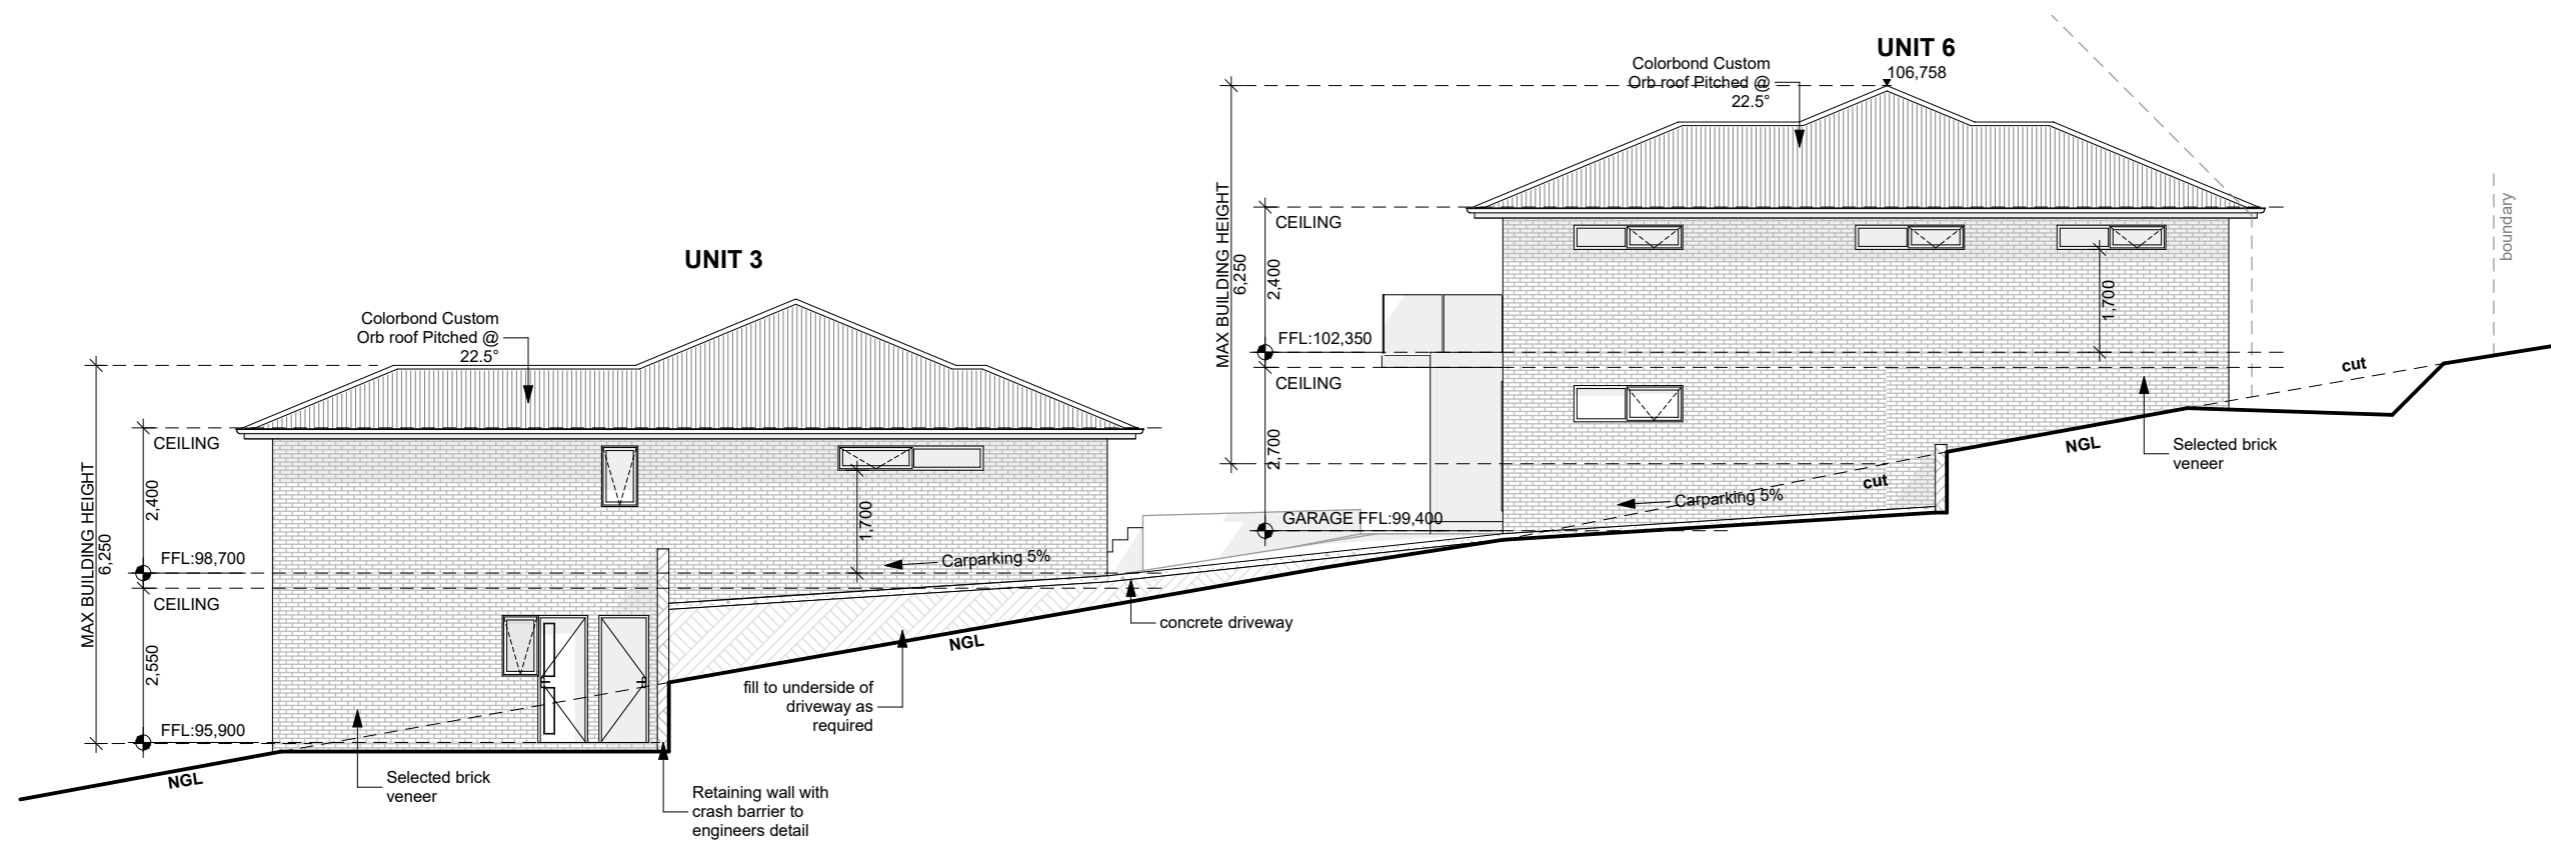 UNIT 6
106,758
Colorbond Custom
Orb roof Pitched @
22.5°
MAX BUILDING HEIGHT
6,250
CEILING
2,400
FFL:102,350
CEILING
2,700
GARAGE FFL:99,400
1,700
boundary
cut
NGL
Selected brick
veneer
cut
Carparking 5%
UNIT 3
Colorbond Custom
Orb roof Pitched @
22.5°
MAX BUILDING HEIGHT
6,250
CEILING
2,400
FFL:98,700
CEILING
2,550
FFL:95,900
1,700
Carparking 5%
concrete driveway
NGL
fill to underside of
driveway as
required
NGL
Selected brick
veneer
Retaining wall with
crash barrier to
engineers detail